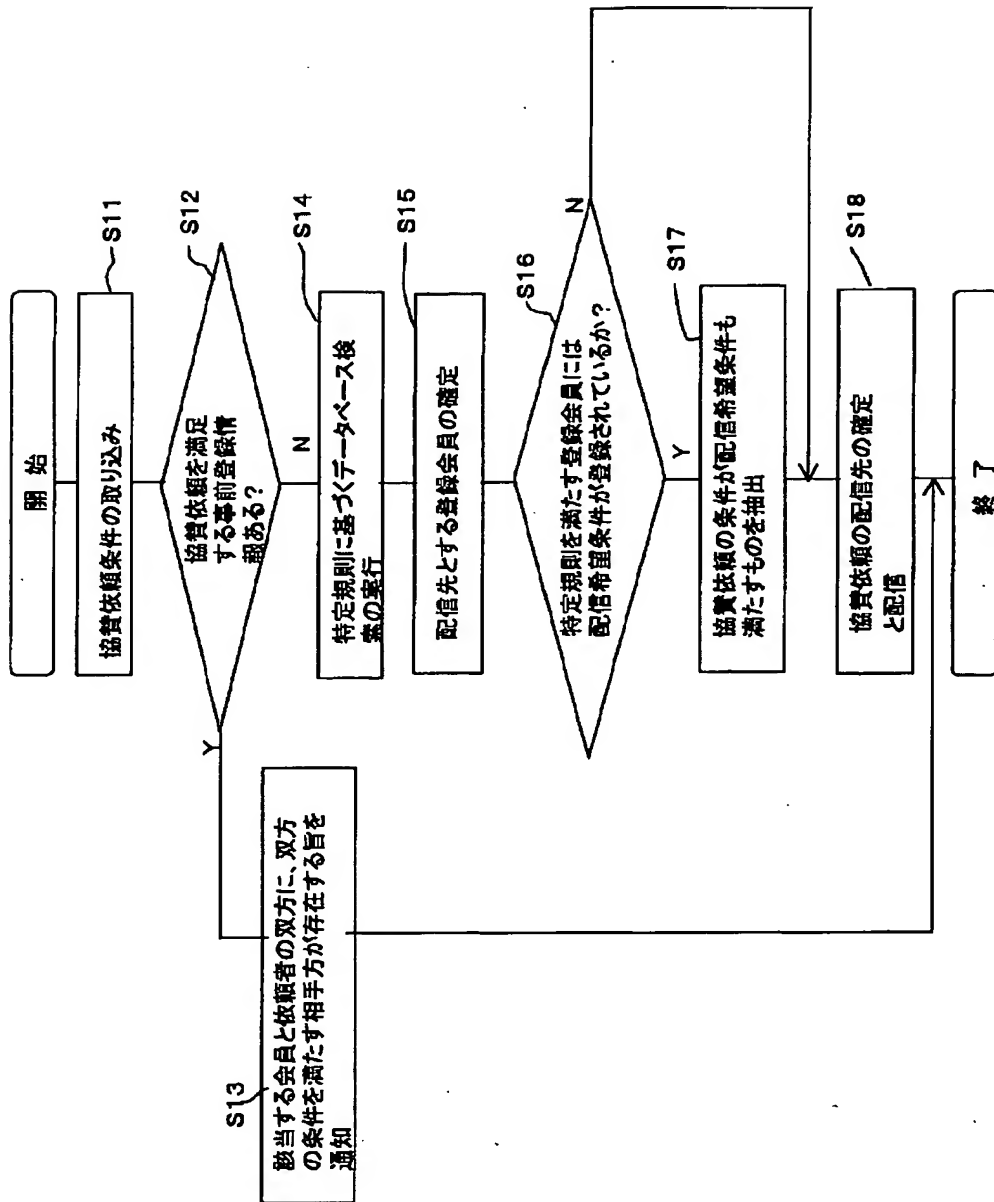 開 始
協賛依頼条件の取り込み
S11
協賛依頼を満足
する事前登録情
報ある?
S12
Y
N
該当する会員と依頼者の双方に、双方
の条件を満たす相手方が存在する旨を
通知
S13
特定規則に基づくデータベース検
索の実行
S14
配信先とする登録会員の確定
S15
特定規則を満たす登録会員には
配信希望条件が登録されているか?
S16
N
Y
協賛依頼の条件が配信希望条件も
満たすものを抽出
S17
協賛依頼の配信先の確定
と配信
S18
終 了